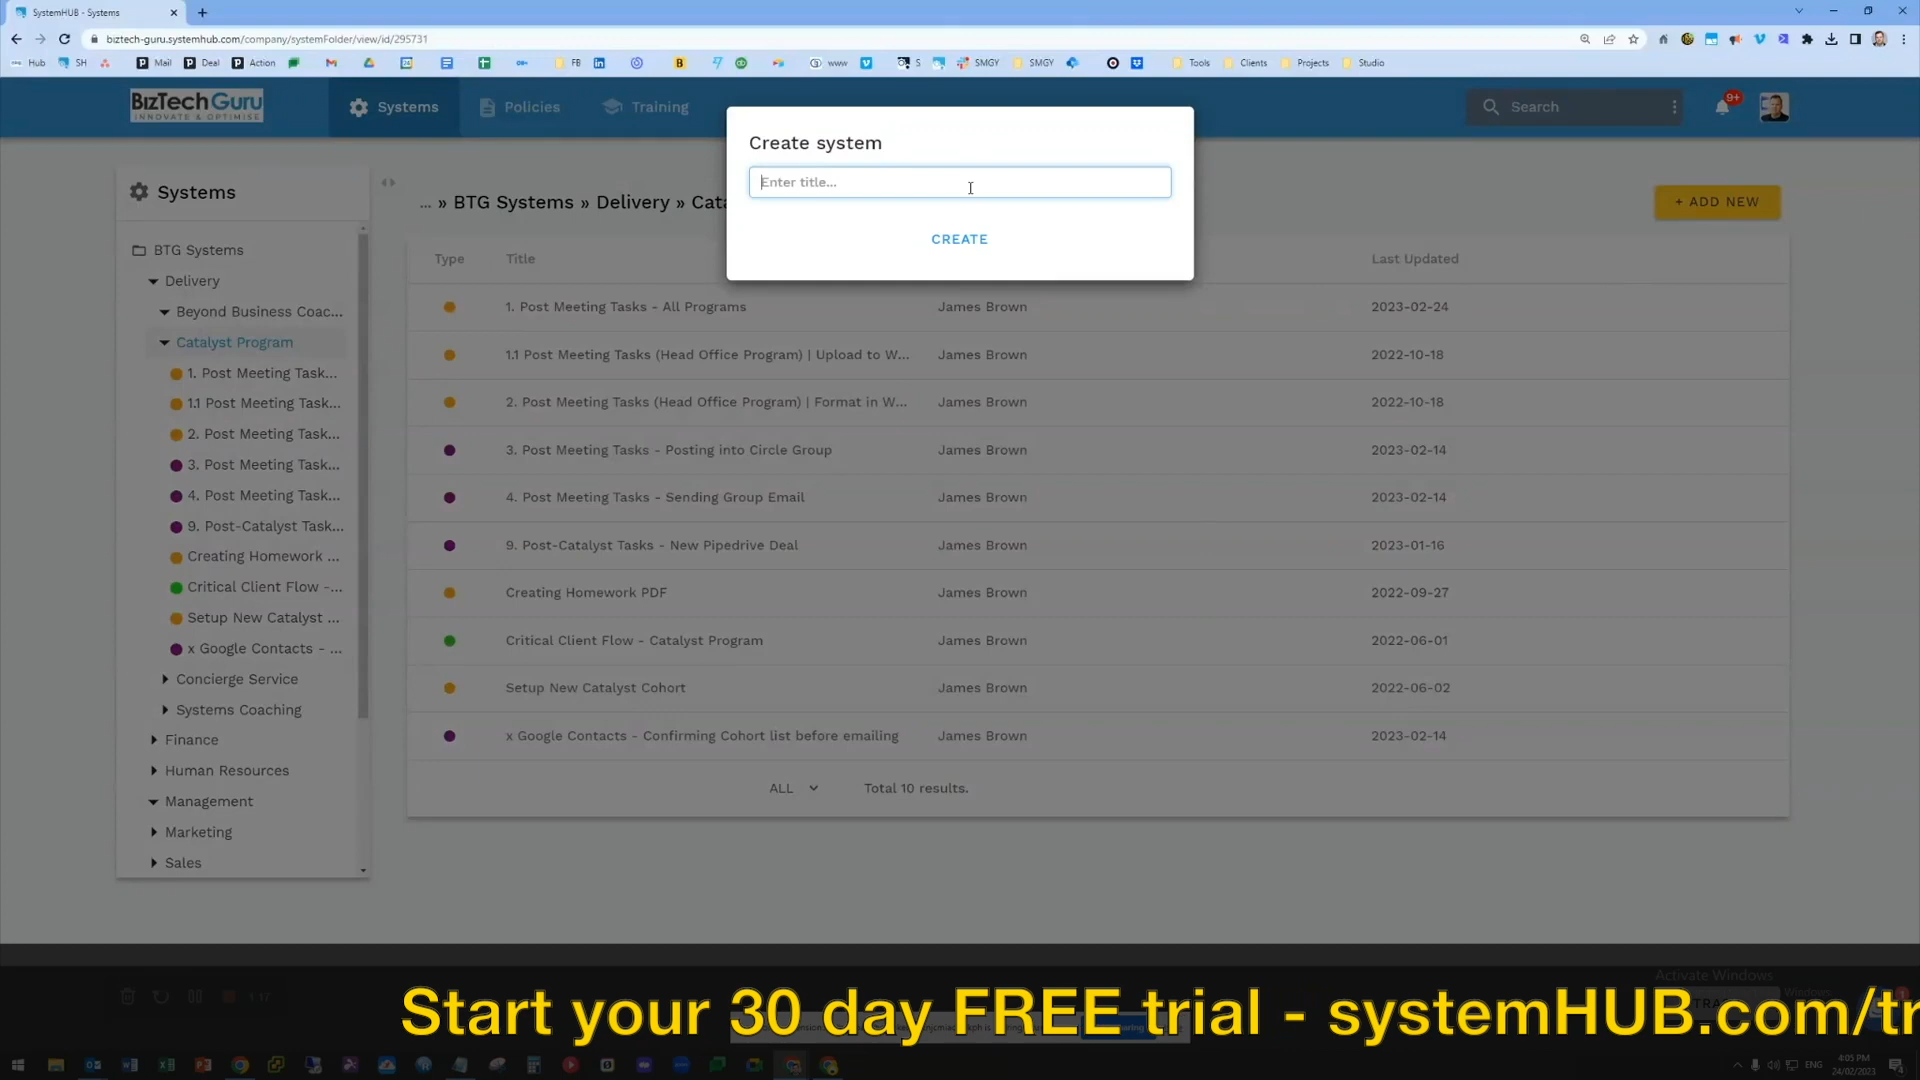 SystemHUB - Systems
biztech-guru.systemhub.com/company/systemFolder/view/id/295731
Hub SH Mail Deal Action FB www S SMGY SMGY Tools Clients Projects Studio
BizTechGuru
INNOVATE & OPTIMISE
Systems Policies Training
Search
9+
Create system
Enter title...
CREATE
Systems
... » BTG Systems » Delivery » Cata
+ ADD NEW
BTG Systems
Delivery
Beyond Business Coac...
Catalyst Program
1. Post Meeting Task...
1.1 Post Meeting Task...
2. Post Meeting Task...
3. Post Meeting Task...
4. Post Meeting Task...
9. Post-Catalyst Task...
Creating Homework ...
Critical Client Flow -...
Setup New Catalyst ...
x Google Contacts - ...
Concierge Service
Systems Coaching
Finance
Human Resources
Management
Marketing
Sales
Type Title Last Updated
1. Post Meeting Tasks - All Programs James Brown 2023-02-24
1.1 Post Meeting Tasks (Head Office Program) | Upload to W... James Brown 2022-10-18
2. Post Meeting Tasks (Head Office Program) | Format in W... James Brown 2022-10-18
3. Post Meeting Tasks - Posting into Circle Group James Brown 2023-02-14
4. Post Meeting Tasks - Sending Group Email James Brown 2023-02-14
9. Post-Catalyst Tasks - New Pipedrive Deal James Brown 2023-01-16
Creating Homework PDF James Brown 2022-09-27
Critical Client Flow - Catalyst Program James Brown 2022-06-01
Setup New Catalyst Cohort James Brown 2022-06-02
x Google Contacts - Confirming Cohort list before emailing James Brown 2023-02-14
ALL Total 10 results.
Activate Windows
1:17
Start your 30 day FREE trial - systemHUB.com/tr
ENG
4:05 PM
24/02/2023